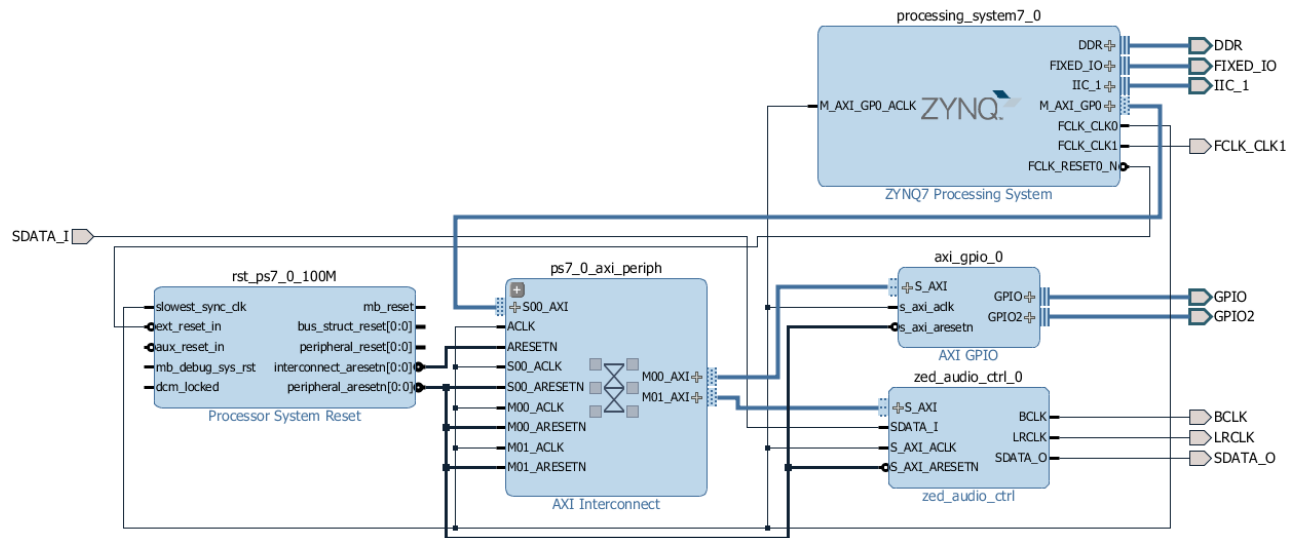 processing_system7_0
DDR
FIXED_IO
IIC_1
M_AXI_GP0_ACLK
ZYNQ
M_AXI_GP0
FCLK_CLK0
FCLK_CLK1
FCLK_RESET0_N
ZYNQ7 Processing System
DDR
FIXED_IO
IIC_1
FCLK_CLK1
SDATA_I
rst_ps7_0_100M
slowest_sync_clk
ext_reset_in
aux_reset_in
mb_debug_sys_rst
dcm_locked
mb_reset
bus_struct_reset[0:0]
peripheral_reset[0:0]
interconnect_aresetn[0:0]
peripheral_aresetn[0:0]
Processor System Reset
ps7_0_axi_periph
S00_AXI
ACLK
ARESETN
S00_ACLK
S00_ARESETN
M00_ACLK
M00_ARESETN
M01_ACLK
M01_ARESETN
M00_AXI
M01_AXI
AXI Interconnect
axi_gpio_0
S_AXI
s_axi_aclk
s_axi_aresetn
GPIO
GPIO2
AXI GPIO
GPIO
GPIO2
zed_audio_ctrl_0
S_AXI
SDATA_I
S_AXI_ACLK
S_AXI_ARESETN
BCLK
LRCLK
SDATA_O
zed_audio_ctrl
BCLK
LRCLK
SDATA_O